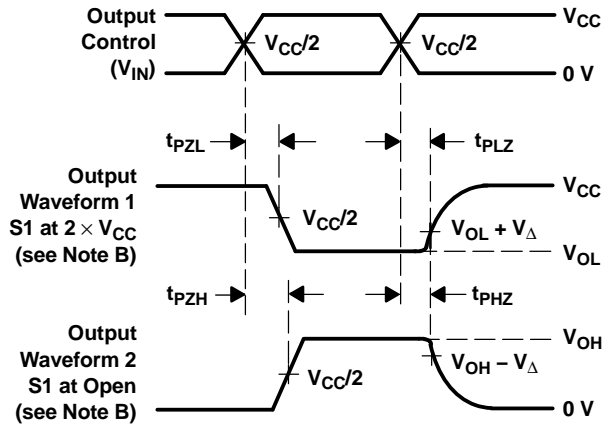 Output
Control
(VIN)
VCC/2
VCC/2
VCC
0 V
tPZL
tPLZ
Output
Waveform 1
S1 at 2 × VCC
(see Note B)
VCC/2
VCC
VOL + VΔ
VOL
tPZH
tPHZ
Output
Waveform 2
S1 at Open
(see Note B)
VCC/2
VOH
VOH − VΔ
0 V